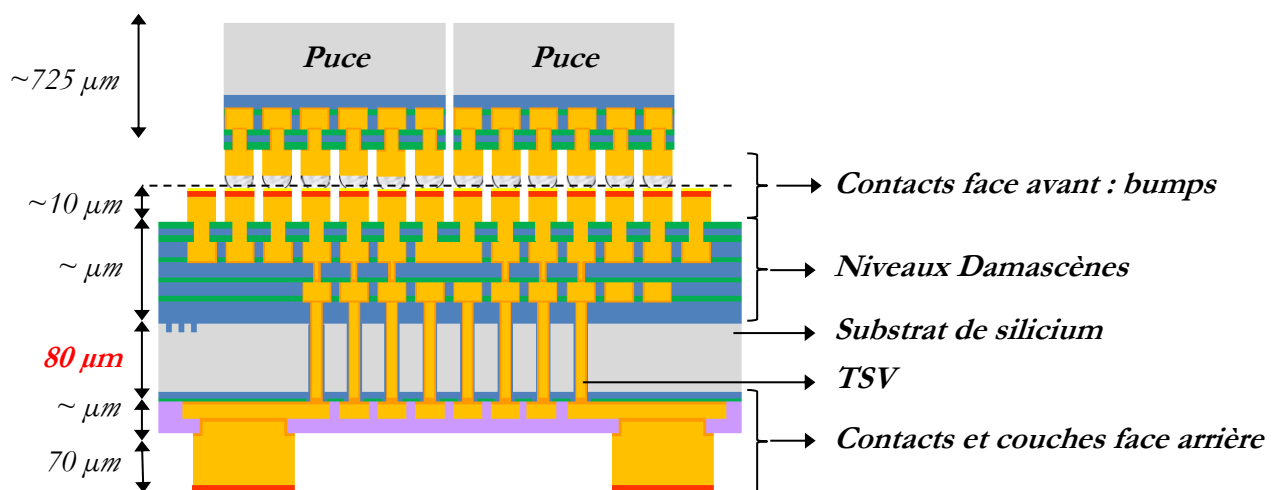 Puce
Puce
~725 µm
Contacts face avant : bumps
~10 µm
~ µm
Niveaux Damascènes
Substrat de silicium
80 µm
TSV
~ µm
Contacts et couches face arrière
70 µm